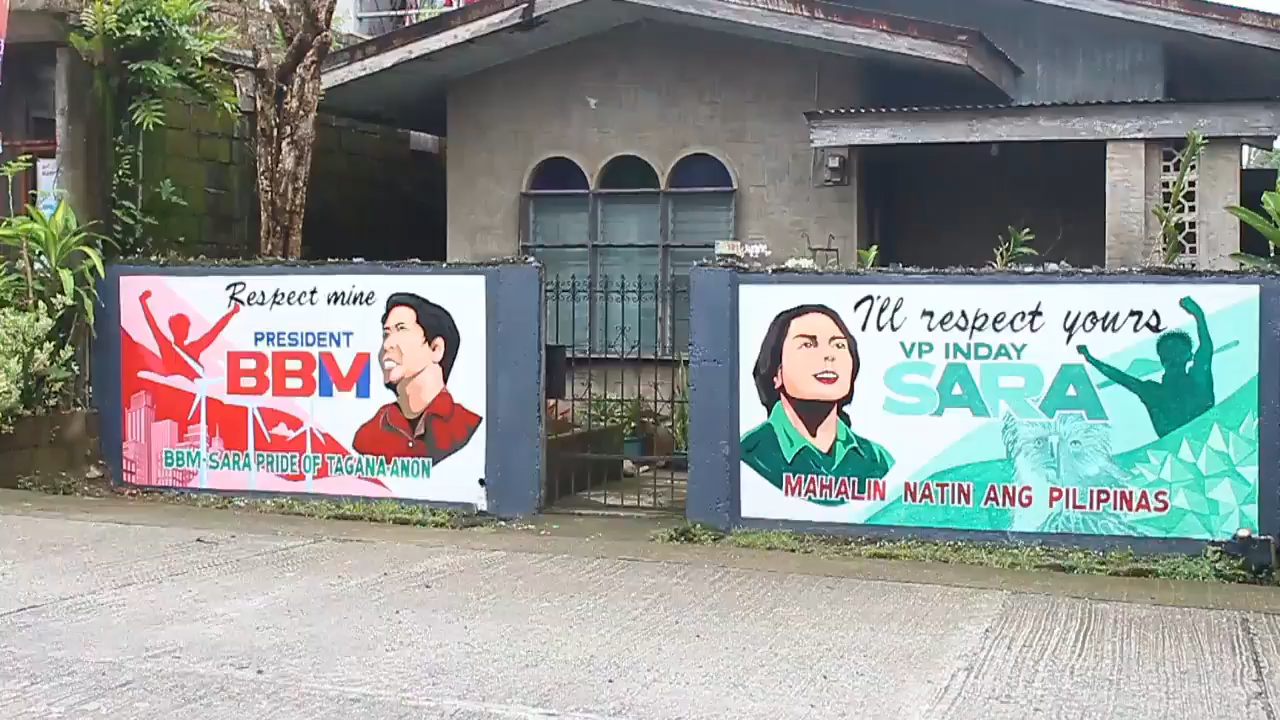 Respect mine
PRESIDENT
BBM
BBM-SARA PRIDE OF TAGANA-ANON
I'll respect yours
VP INDAY
SARA
MAHALIN NATIN ANG PILIPINAS